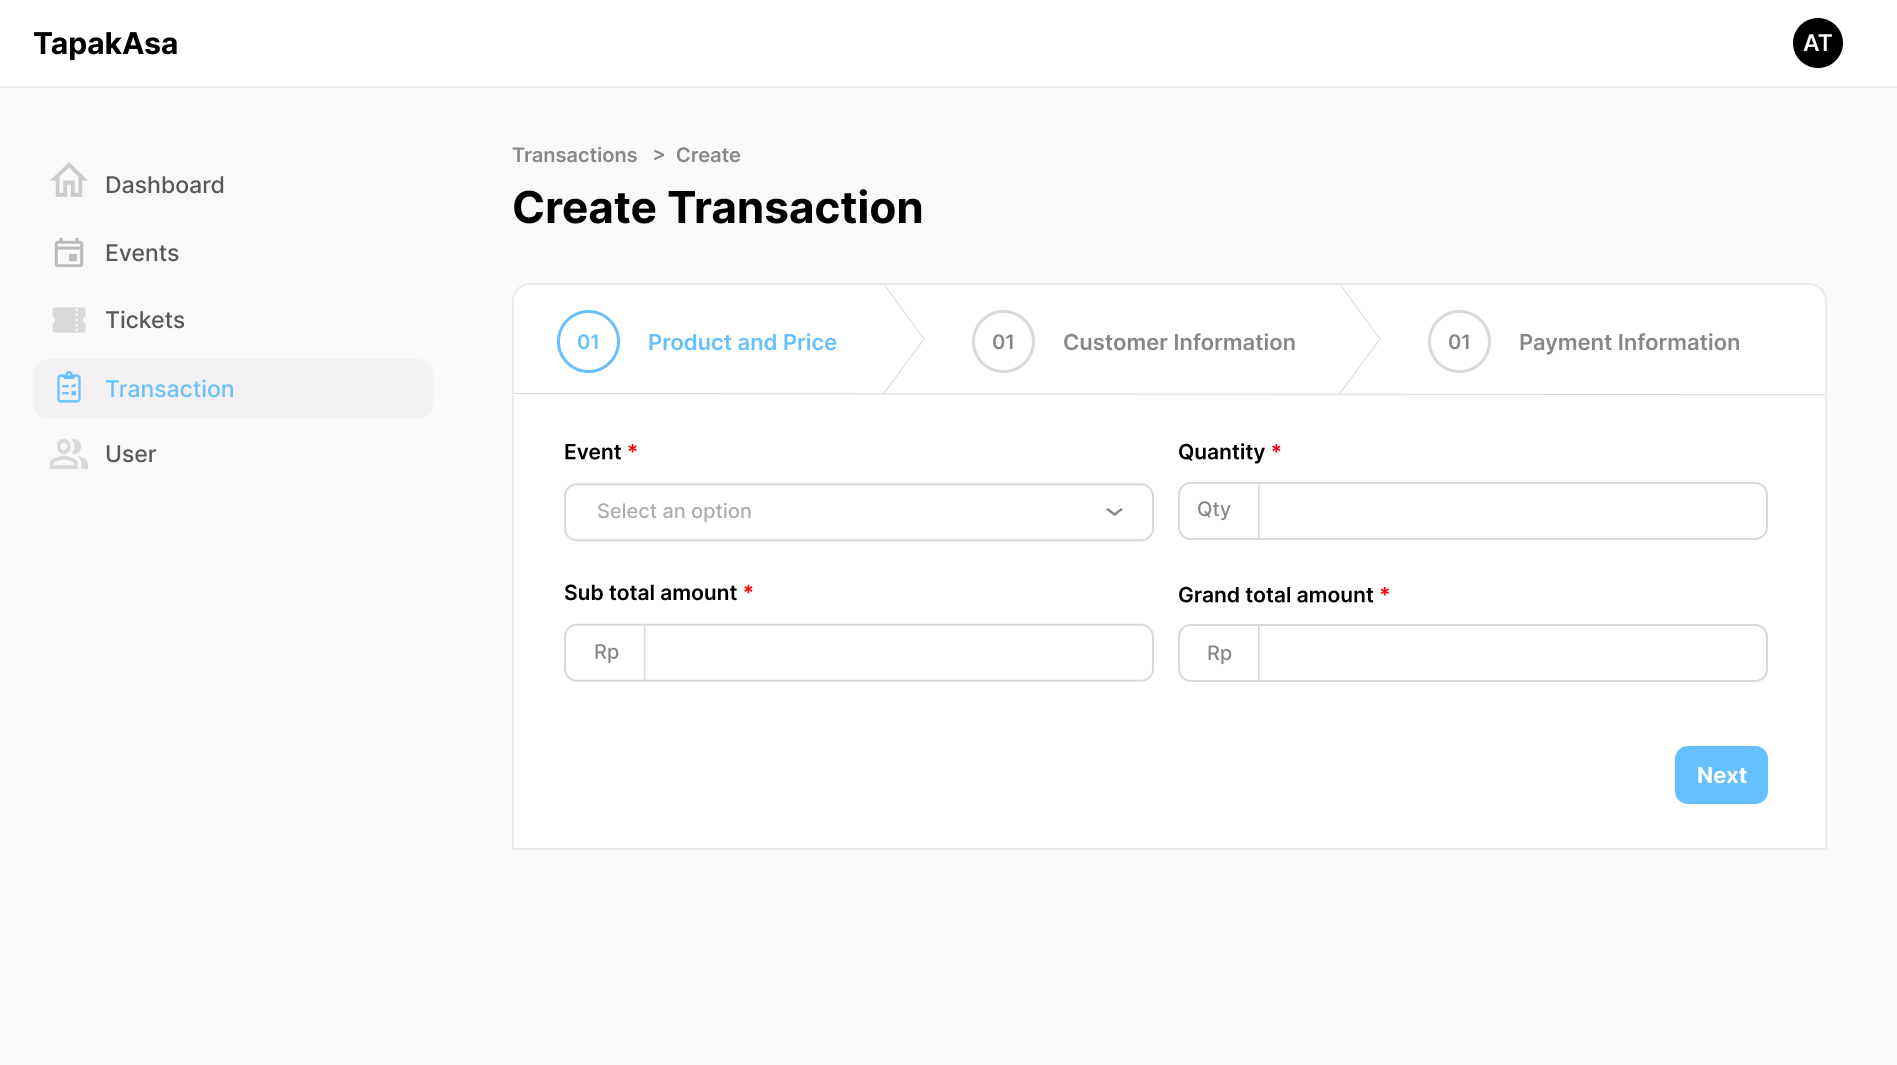 TapakAsa
AT
Dashboard
Events
Tickets
Transaction
User
Transactions > Create
Create Transaction
01 Product and Price
01 Customer Information
01 Payment Information
Event *
Quantity *
Select an option
Qty
Sub total amount *
Grand total amount *
Rp
Rp
Next